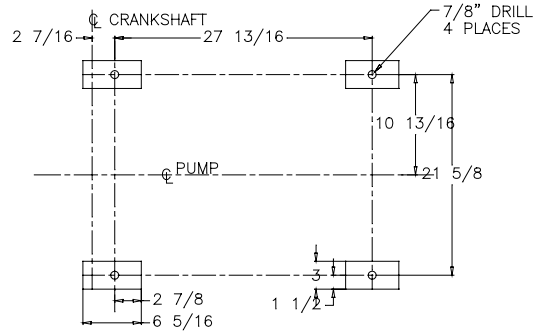 ℄ CRANKSHAFT
2 7/16
27 13/16
7/8" DRILL
4 PLACES
10 13/16
℄ PUMP
21 5/8
3
1 1/2
2 7/8
6 5/16